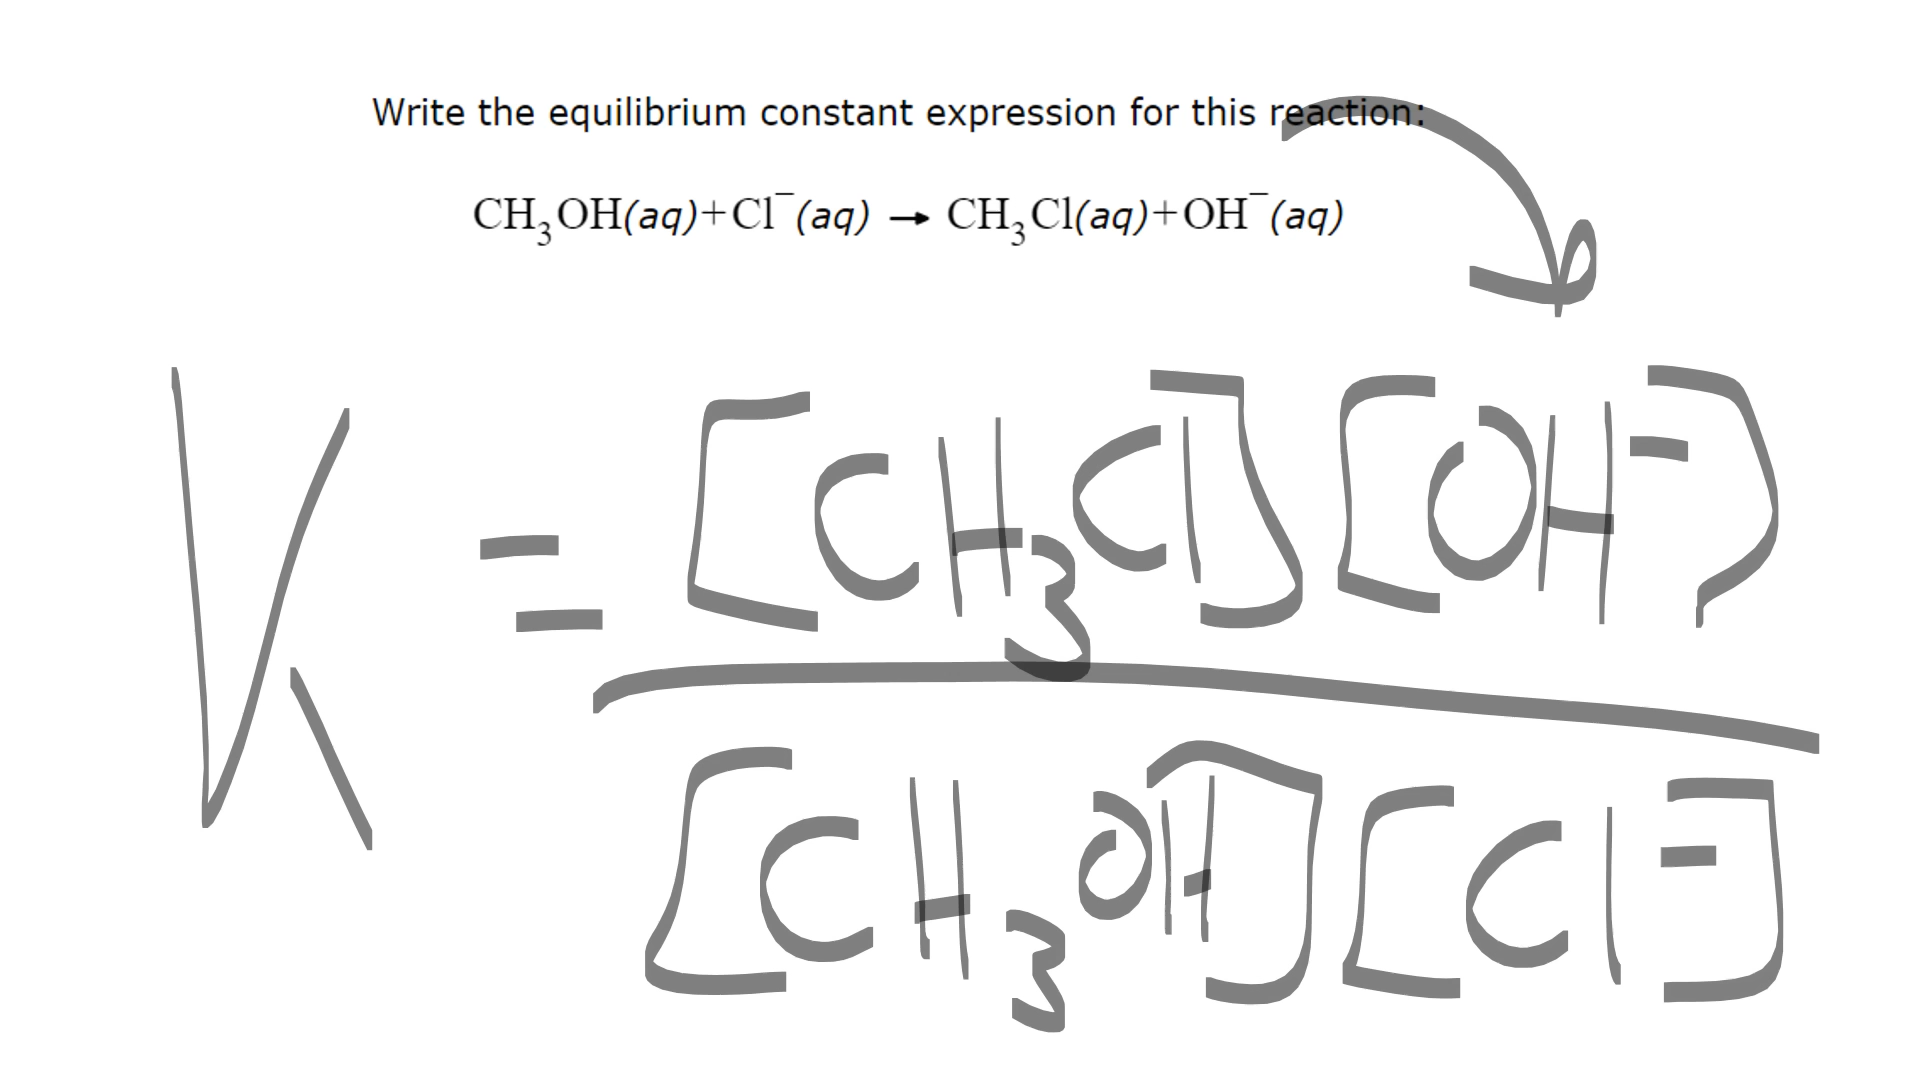 Write the equilibrium constant expression for this reaction:
CH₃OH(aq)+Cl⁻(aq) → CH₃Cl(aq)+OH⁻(aq)
K = [CH₃Cl][OH⁻)
[CH₃OH][Cl⁻]